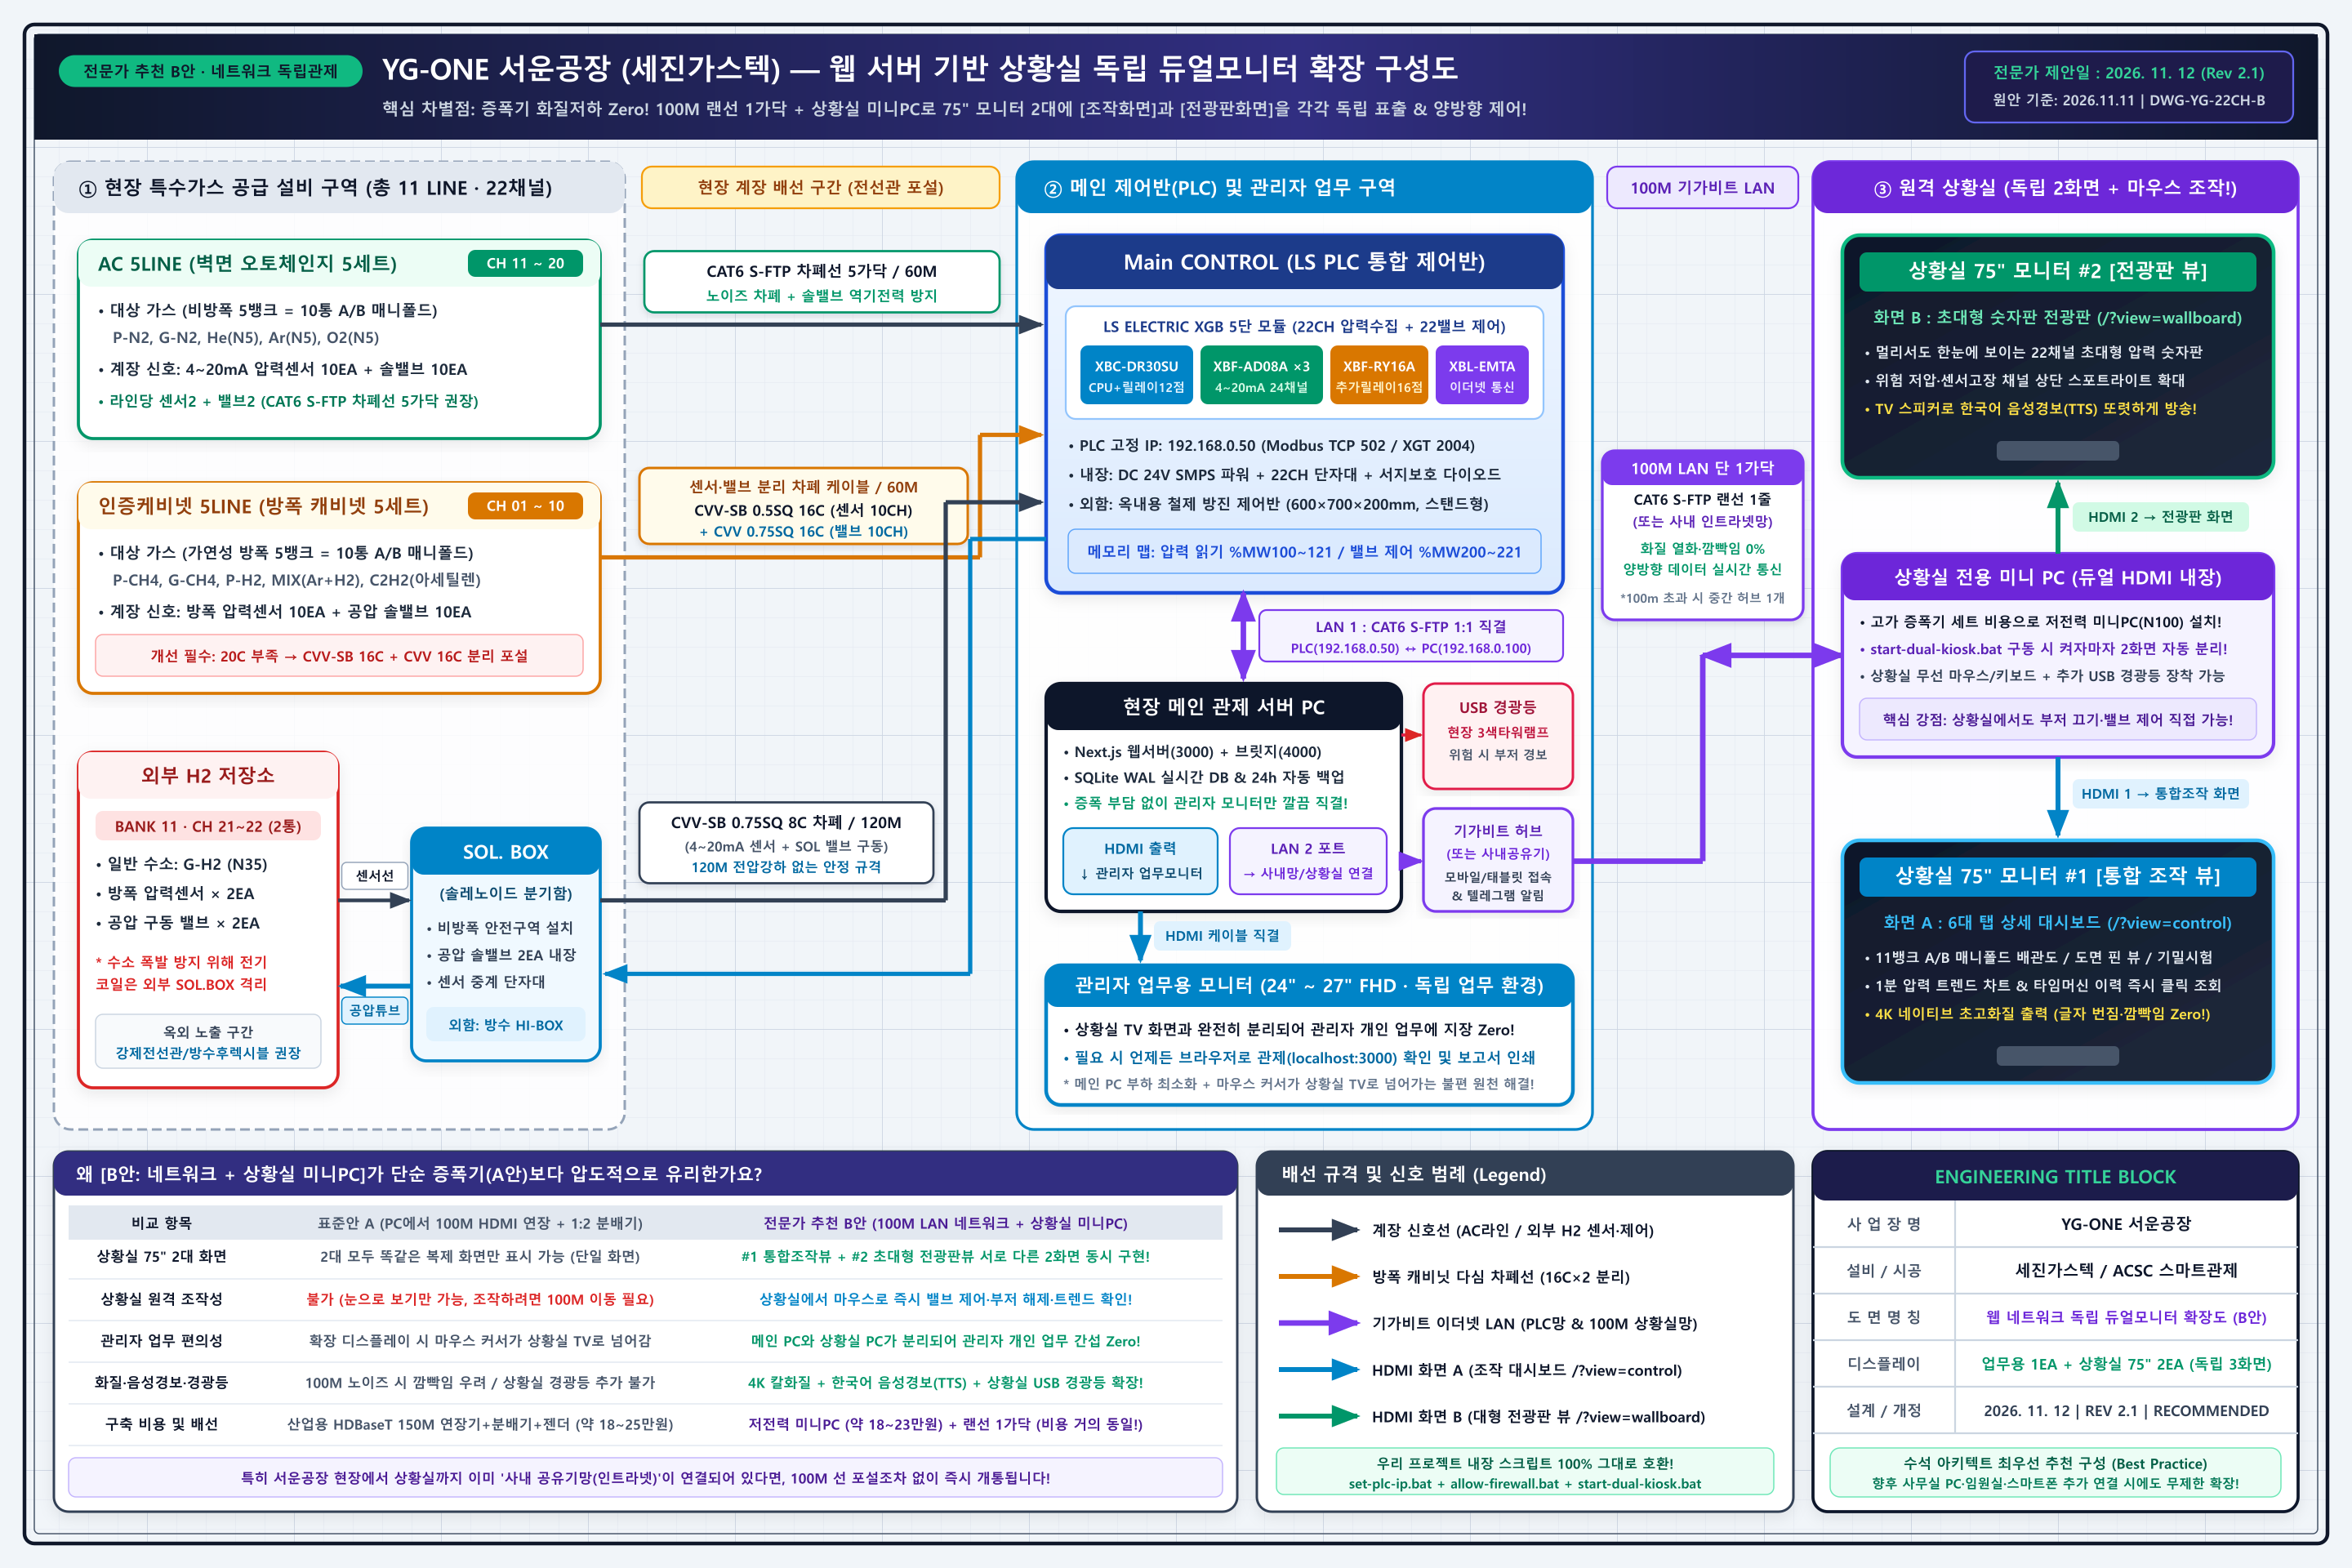 전문가 추천 B안 · 네트워크 독립관제
YG-ONE 서운공장 (세진가스텍) — 웹 서버 기반 상황실 독립 듀얼모니터 확장 구성도
핵심 차별점: 증폭기 화질저하 Zero! 100M 랜선 1가닥 + 상황실 미니PC로 75" 모니터 2대에 [조작화면]과 [전광판화면]을 각각 독립 표출 & 양방향 제어!
전문가 제안일 : 2026. 11. 12 (Rev 2.1)
원안 기준: 2026.11.11 | DWG-YG-22CH-B
① 현장 특수가스 공급 설비 구역 (총 11 LINE · 22채널)
AC 5LINE (벽면 오토체인지 5세트)
CH 11 ~ 20
• 대상 가스 (비방폭 5뱅크 = 10통 A/B 매니폴드)
P-N2, G-N2, He(N5), Ar(N5), O2(N5)
• 계장 신호: 4~20mA 압력센서 10EA + 솔밸브 10EA
• 라인당 센서2 + 밸브2 (CAT6 S-FTP 차폐선 5가닥 권장)
인증케비넷 5LINE (방폭 캐비넷 5세트)
CH 01 ~ 10
• 대상 가스 (가연성 방폭 5뱅크 = 10통 A/B 매니폴드)
P-CH4, G-CH4, P-H2, MIX(Ar+H2), C2H2(아세틸렌)
• 계장 신호: 방폭 압력센서 10EA + 공압 솔밸브 10EA
개선 필수: 20C 부족 → CVV-SB 16C + CVV 16C 분리 포설
외부 H2 저장소
BANK 11 · CH 21~22 (2통)
• 일반 수소: G-H2 (N35)
• 방폭 압력센서 × 2EA
• 공압 구동 밸브 × 2EA
* 수소 폭발 방지 위해 전기
코일은 외부 SOL.BOX 격리
옥외 노출 구간
강제전선관/방수후렉시블 권장
센서선
공압튜브
SOL. BOX
(솔레노이드 분기함)
• 비방폭 안전구역 설치
• 공압 솔밸브 2EA 내장
• 센서 중계 단자대
외함: 방수 HI-BOX
현장 계장 배선 구간 (전선관 포설)
CAT6 S-FTP 차폐선 5가닥 / 60M
노이즈 차폐 + 솔밸브 역기전력 방지
센서·밸브 분리 차폐 케이블 / 60M
CVV-SB 0.5SQ 16C (센서 10CH)
+ CVV 0.75SQ 16C (밸브 10CH)
CVV-SB 0.75SQ 8C 차폐 / 120M
(4~20mA 센서 + SOL 밸브 구동)
120M 전압강하 없는 안정 규격
② 메인 제어반(PLC) 및 관리자 업무 구역
Main CONTROL (LS PLC 통합 제어반)
LS ELECTRIC XGB 5단 모듈 (22CH 압력수집 + 22밸브 제어)
XBC-DR30SU
CPU+릴레이12점
XBF-AD08A ×3
4~20mA 24채널
XBF-RY16A
추가릴레이16점
XBL-EMTA
이더넷 통신
• PLC 고정 IP: 192.168.0.50 (Modbus TCP 502 / XGT 2004)
• 내장: DC 24V SMPS 파워 + 22CH 단자대 + 서지보호 다이오드
• 외함: 옥내용 철제 방진 제어반 (600×700×200mm, 스탠드형)
메모리 맵: 압력 읽기 %MW100~121 / 밸브 제어 %MW200~221
LAN 1 : CAT6 S-FTP 1:1 직결
PLC(192.168.0.50) ↔ PC(192.168.0.100)
현장 메인 관제 서버 PC
• Next.js 웹서버(3000) + 브릿지(4000)
• SQLite WAL 실시간 DB & 24h 자동 백업
• 증폭 부담 없이 관리자 모니터만 깔끔 직결!
HDMI 출력
↓ 관리자 업무모니터
LAN 2 포트
→ 사내망/상황실 연결
USB 경광등
현장 3색타워램프
위험 시 부저 경보
기가비트 허브
(또는 사내공유기)
모바일/태블릿 접속
& 텔레그램 알림
HDMI 케이블 직결
관리자 업무용 모니터 (24" ~ 27" FHD · 독립 업무 환경)
• 상황실 TV 화면과 완전히 분리되어 관리자 개인 업무에 지장 Zero!
• 필요 시 언제든 브라우저로 관제(localhost:3000) 확인 및 보고서 인쇄
* 메인 PC 부하 최소화 + 마우스 커서가 상황실 TV로 넘어가는 불편 원천 해결!
100M 기가비트 LAN
100M LAN 단 1가닥
CAT6 S-FTP 랜선 1줄
(또는 사내 인트라넷망)
화질 열화·깜빡임 0%
양방향 데이터 실시간 통신
*100m 초과 시 중간 허브 1개
③ 원격 상황실 (독립 2화면 + 마우스 조작!)
상황실 75" 모니터 #2 [전광판 뷰]
화면 B : 초대형 숫자판 전광판 (/?view=wallboard)
• 멀리서도 한눈에 보이는 22채널 초대형 압력 숫자판
• 위험 저압·센서고장 채널 상단 스포트라이트 확대
• TV 스피커로 한국어 음성경보(TTS) 또렷하게 방송!
HDMI 2 → 전광판 화면
상황실 전용 미니 PC (듀얼 HDMI 내장)
• 고가 증폭기 세트 비용으로 저전력 미니PC(N100) 설치!
• start-dual-kiosk.bat 구동 시 켜자마자 2화면 자동 분리!
• 상황실 무선 마우스/키보드 + 추가 USB 경광등 장착 가능
핵심 강점: 상황실에서도 부저 끄기·밸브 제어 직접 가능!
HDMI 1 → 통합조작 화면
상황실 75" 모니터 #1 [통합 조작 뷰]
화면 A : 6대 탭 상세 대시보드 (/?view=control)
• 11뱅크 A/B 매니폴드 배관도 / 도면 핀 뷰 / 기밀시험
• 1분 압력 트렌드 차트 & 타임머신 이력 즉시 클릭 조회
• 4K 네이티브 초고화질 출력 (글자 번짐·깜빡임 Zero!)
왜 [B안: 네트워크 + 상황실 미니PC]가 단순 증폭기(A안)보다 압도적으로 유리한가요?
비교 항목
표준안 A (PC에서 100M HDMI 연장 + 1:2 분배기)
전문가 추천 B안 (100M LAN 네트워크 + 상황실 미니PC)
상황실 75" 2대 화면
2대 모두 똑같은 복제 화면만 표시 가능 (단일 화면)
#1 통합조작뷰 + #2 초대형 전광판뷰 서로 다른 2화면 동시 구현!
상황실 원격 조작성
불가 (눈으로 보기만 가능, 조작하려면 100M 이동 필요)
상황실에서 마우스로 즉시 밸브 제어·부저 해제·트렌드 확인!
관리자 업무 편의성
확장 디스플레이 시 마우스 커서가 상황실 TV로 넘어감
메인 PC와 상황실 PC가 분리되어 관리자 개인 업무 간섭 Zero!
화질·음성경보·경광등
100M 노이즈 시 깜빡임 우려 / 상황실 경광등 추가 불가
4K 칼화질 + 한국어 음성경보(TTS) + 상황실 USB 경광등 확장!
구축 비용 및 배선
산업용 HDBaseT 150M 연장기+분배기+젠더 (약 18~25만원)
저전력 미니PC (약 18~23만원) + 랜선 1가닥 (비용 거의 동일!)
특히 서운공장 현장에서 상황실까지 이미 '사내 공유기망(인트라넷)'이 연결되어 있다면, 100M 선 포설조차 없이 즉시 개통됩니다!
배선 규격 및 신호 범례 (Legend)
계장 신호선 (AC라인 / 외부 H2 센서·제어)
방폭 캐비닛 다심 차폐선 (16C×2 분리)
기가비트 이더넷 LAN (PLC망 & 100M 상황실망)
HDMI 화면 A (조작 대시보드 /?view=control)
HDMI 화면 B (대형 전광판 뷰 /?view=wallboard)
우리 프로젝트 내장 스크립트 100% 그대로 호환!
set-plc-ip.bat + allow-firewall.bat + start-dual-kiosk.bat
ENGINEERING TITLE BLOCK
사 업 장 명
YG-ONE 서운공장
설비 / 시공
세진가스텍 / ACSC 스마트관제
도 면 명 칭
웹 네트워크 독립 듀얼모니터 확장도 (B안)
디스플레이
업무용 1EA + 상황실 75" 2EA (독립 3화면)
설계 / 개정
2026. 11. 12 | REV 2.1 | RECOMMENDED
수석 아키텍트 최우선 추천 구성 (Best Practice)
향후 사무실 PC·임원실·스마트폰 추가 연결 시에도 무제한 확장!